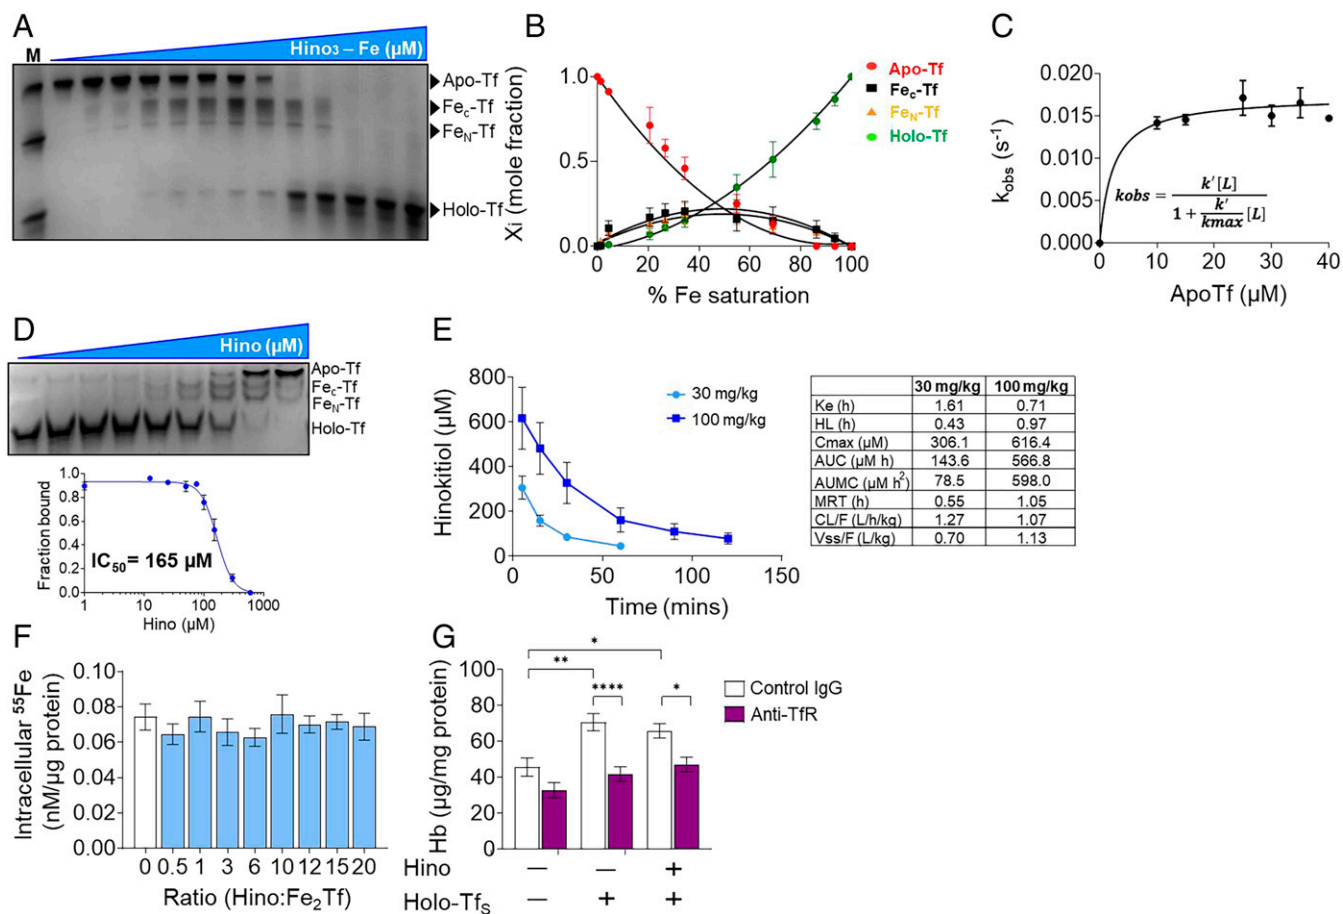 A
M
Hino₃ – Fe (µM)
Apo-Tf
Fe_c-Tf
Fe_N-Tf
Holo-Tf
B
Xi (mole fraction)
1.0
0.5
0.0
0 20 40 60 80 100
% Fe saturation
Apo-Tf
Fe_c-Tf
Fe_N-Tf
Holo-Tf
C
k_obs (s⁻¹)
0.020
0.015
0.010
0.005
0.000
0 10 20 30 40
ApoTf (µM)
kobs = k'[L] / (1 + k'/kmax [L])
D
Hino (µM)
Apo-Tf
Fe_c-Tf
Fe_N-Tf
Holo-Tf
Fraction bound
1.0
0.8
0.6
0.4
0.2
0.0
IC₅₀= 165 µM
1 10 100 1000
Hino (µM)
E
Hinokitiol (µM)
800
600
400
200
0
0 50 100 150
Time (mins)
30 mg/kg
100 mg/kg
30 mg/kg 100 mg/kg
Ke (h) 1.61 0.71
HL (h) 0.43 0.97
Cmax (µM) 306.1 616.4
AUC (µM h) 143.6 566.8
AUMC (µM h²) 78.5 598.0
MRT (h) 0.55 1.05
CL/F (L/h/kg) 1.27 1.07
Vss/F (L/kg) 0.70 1.13
F
Intracellular ⁵⁵Fe
(nM/µg protein)
0.10
0.08
0.06
0.04
0.02
0.00
0 0.5 1 3 6 10 12 15 20
Ratio (Hino:Fe₂Tf)
G
Hb (µg/mg protein)
100
80
60
40
20
0
*
**
****
*
Control IgG
Anti-TfR
Hino — — +
Holo-Tf_S — + +